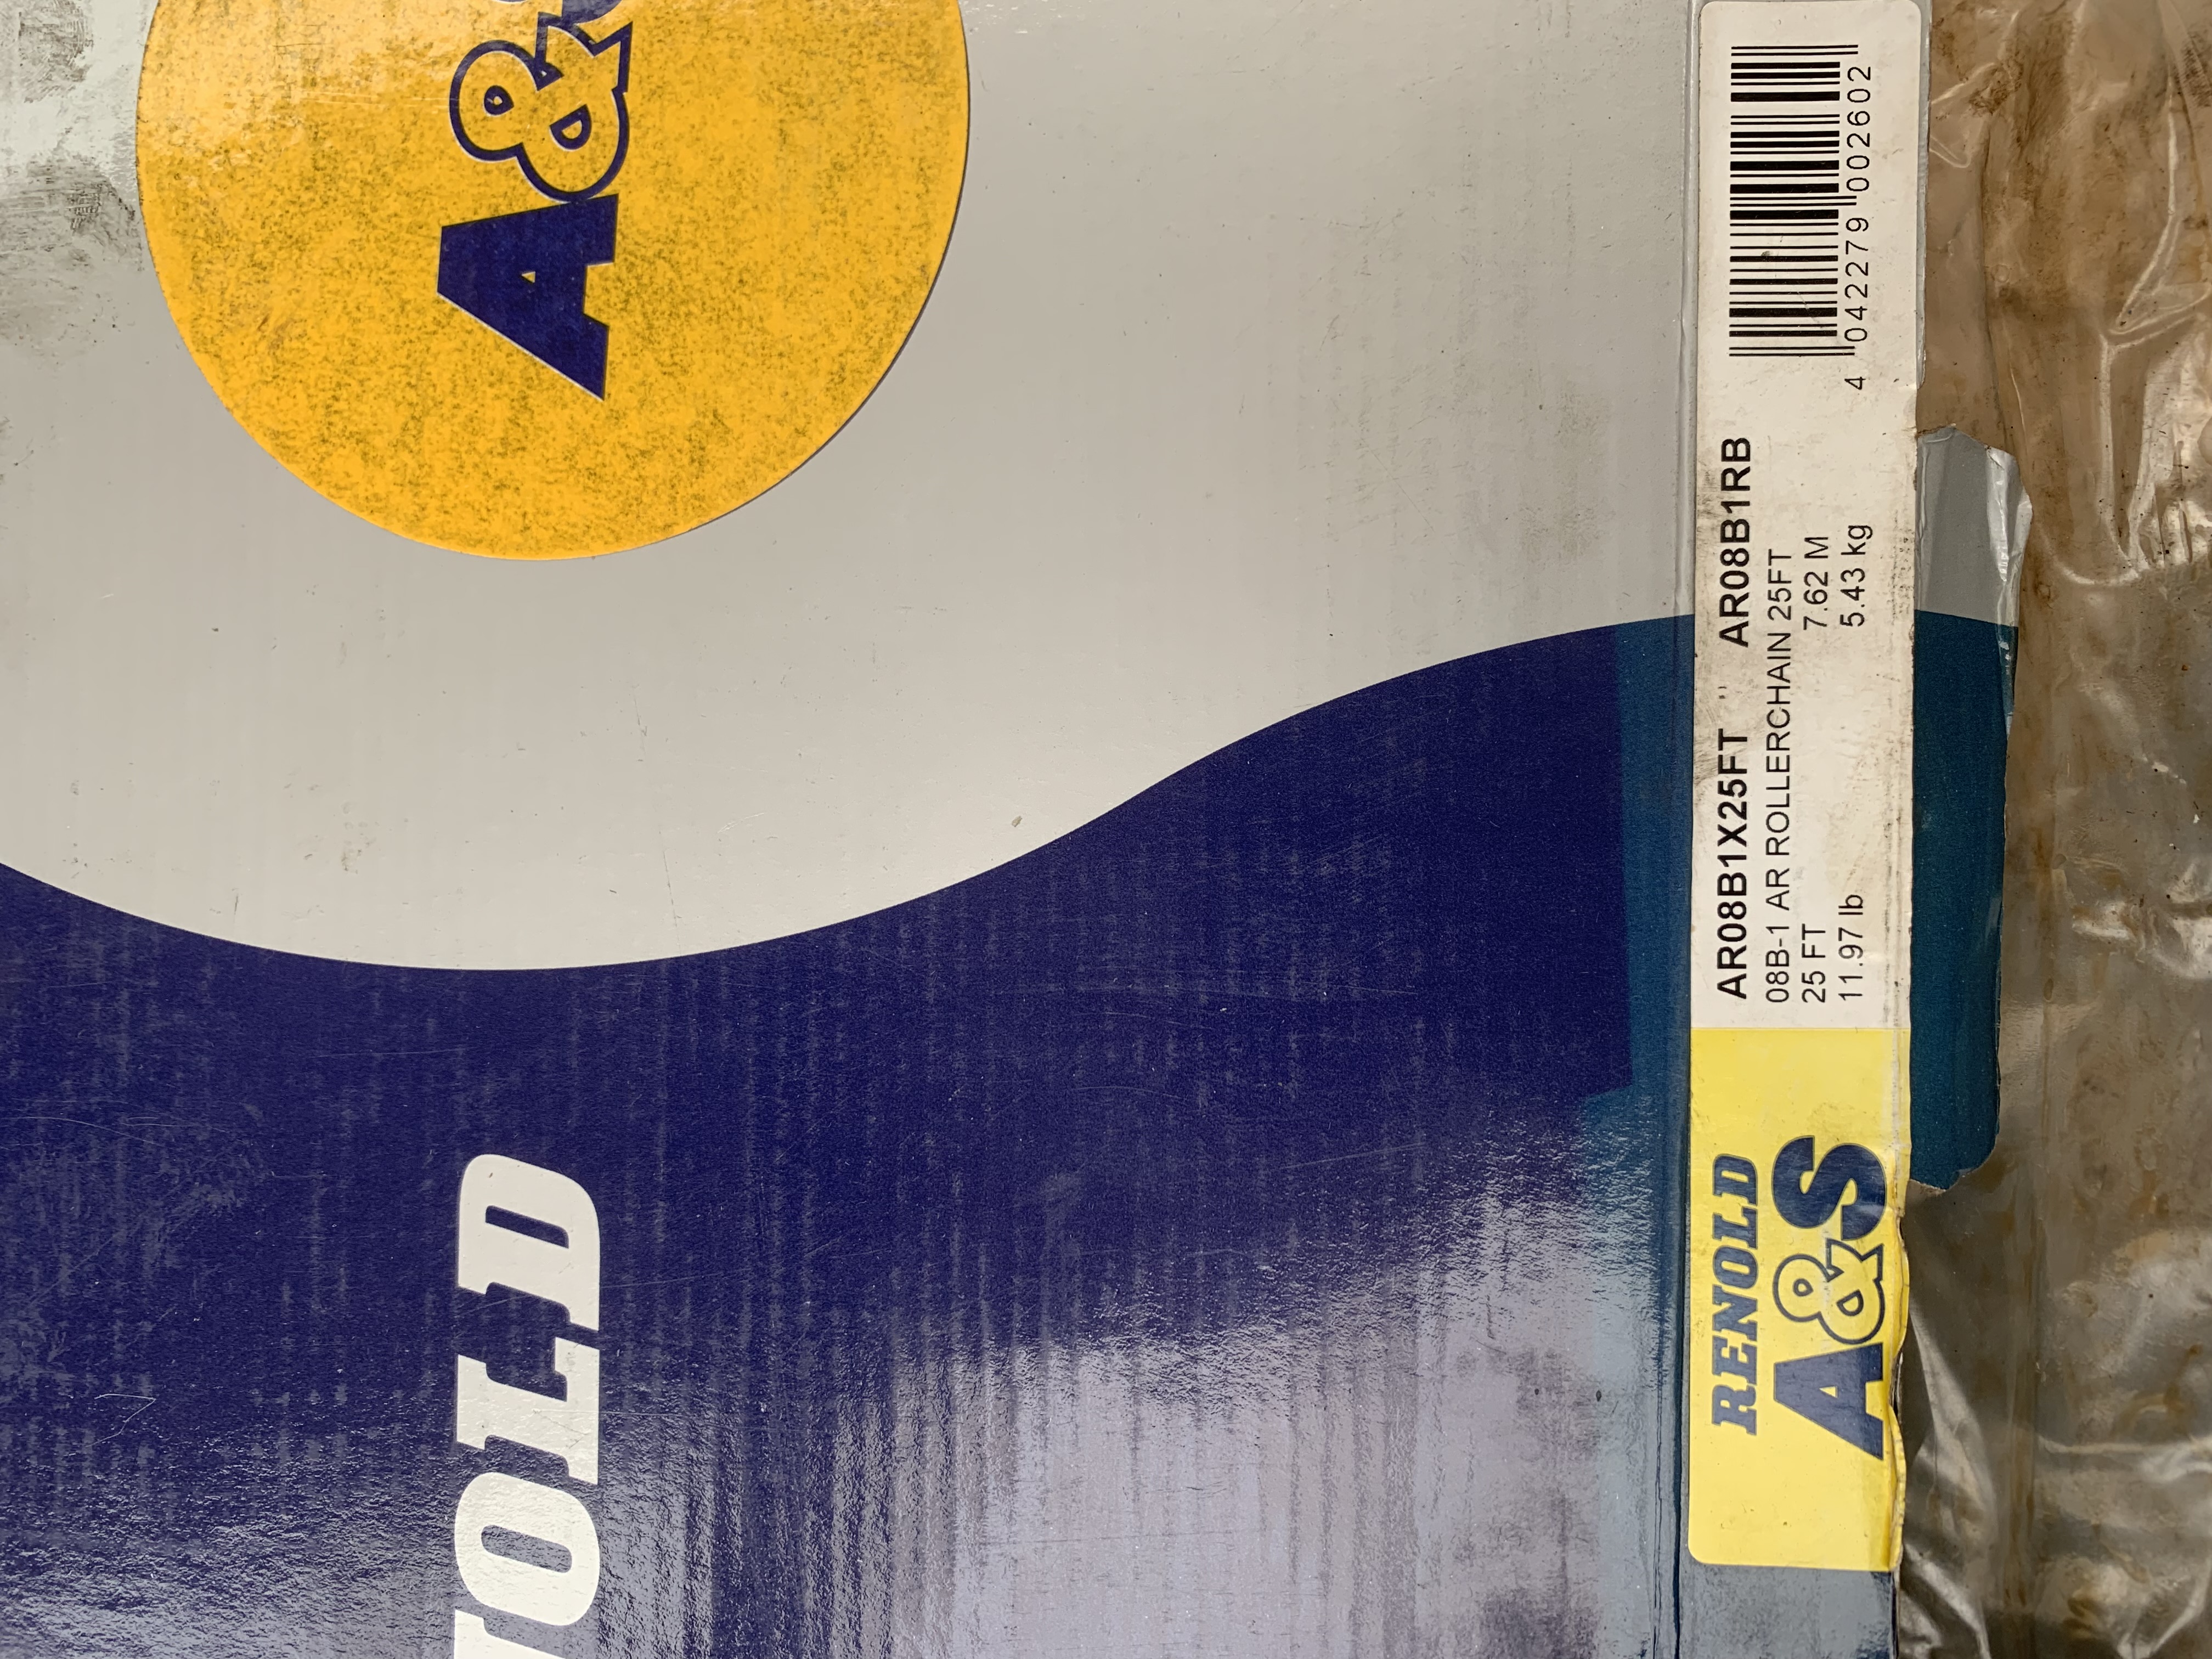 A&
OLD
RENOLD
A&S
AR08B1X25FT AR08B1RB
08B-1 AR ROLLERCHAIN 25FT
25 FT 7.62 M
11.97 lb 5.43 kg
4 042279 002602